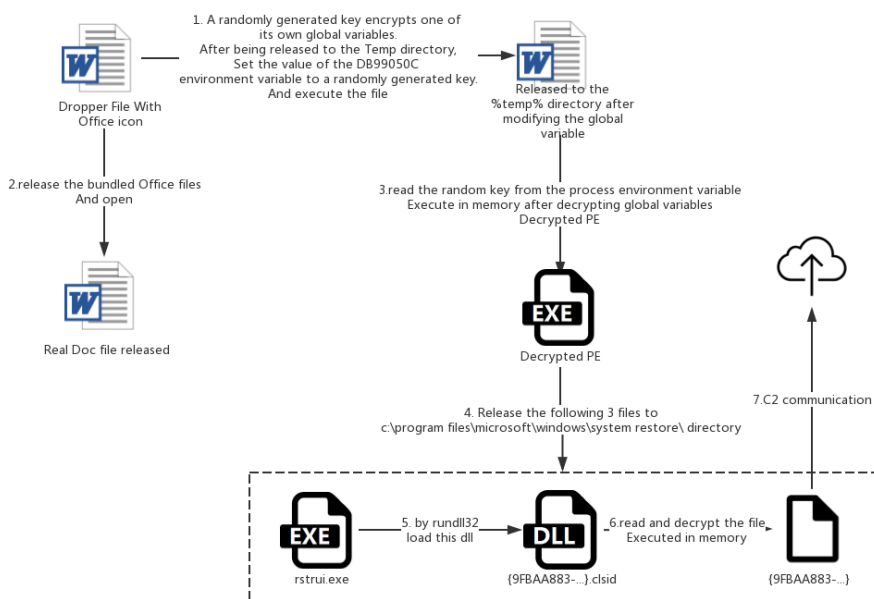 1. A randomly generated key encrypts one of
its own global variables.
After being released to the Temp directory,
Set the value of the DB99050C
environment variable to a randomly generated key.
And execute the file
W
Dropper File With
Office icon
W
Released to the
%temp% directory after
modifying the global
variable
2.release the bundled Office files
And open
3.read the random key from the process environment variable
Execute in memory after decrypting global variables
Decrypted PE
W
Real Doc file released
EXE
Decrypted PE
4. Release the following 3 files to
c:\program files\microsoft\windows\system restore\ directory
7.C2 communication
EXE
rstrui.exe
5. by rundll32
load this dll
DLL
{9FBAA883-...}.clsid
6.read and decrypt the file,
Executed in memory
{9FBAA883-...}